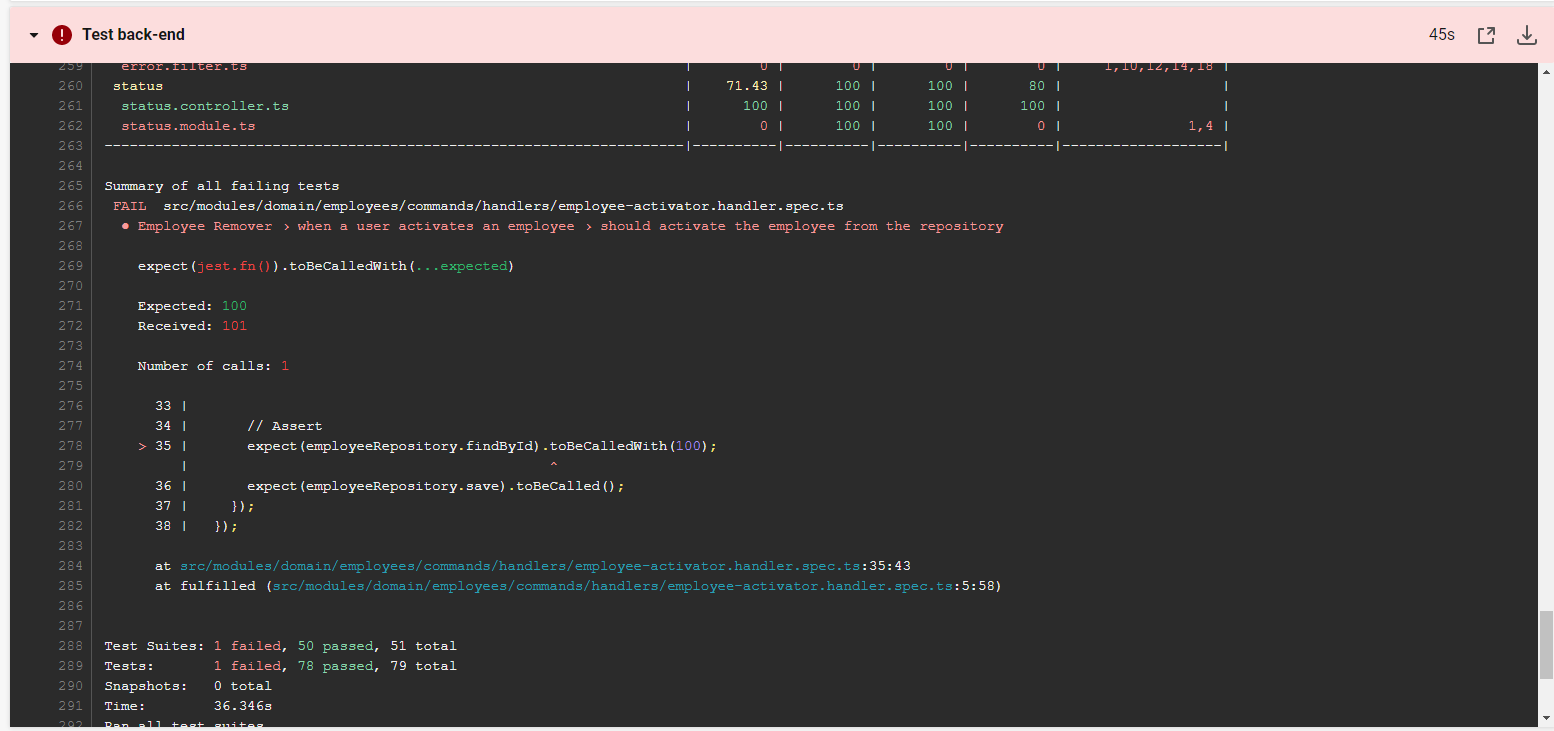 Test back-end 45s
259 error.filter.ts | 0 | 0 | 0 | 0 | 1,10,12,14,18 |
260 status | 71.43 | 100 | 100 | 80 | |
261 status.controller.ts | 100 | 100 | 100 | 100 | |
262 status.module.ts | 0 | 100 | 100 | 0 | 1,4 |
263 ---------------------------------------------------------------------|----------|----------|----------|----------|-------------------|
264
265 Summary of all failing tests
266 FAIL src/modules/domain/employees/commands/handlers/employee-activator.handler.spec.ts
267 ● Employee Remover › when a user activates an employee › should activate the employee from the repository
268
269 expect(jest.fn()).toBeCalledWith(...expected)
270
271 Expected: 100
272 Received: 101
273
274 Number of calls: 1
275
276 33 |
277 34 | // Assert
278 > 35 | expect(employeeRepository.findById).toBeCalledWith(100);
279 | ^
280 36 | expect(employeeRepository.save).toBeCalled();
281 37 | });
282 38 | });
283
284 at src/modules/domain/employees/commands/handlers/employee-activator.handler.spec.ts:35:43
285 at fulfilled (src/modules/domain/employees/commands/handlers/employee-activator.handler.spec.ts:5:58)
286
287
288 Test Suites: 1 failed, 50 passed, 51 total
289 Tests: 1 failed, 78 passed, 79 total
290 Snapshots: 0 total
291 Time: 36.346s
292 Ran all test suites.